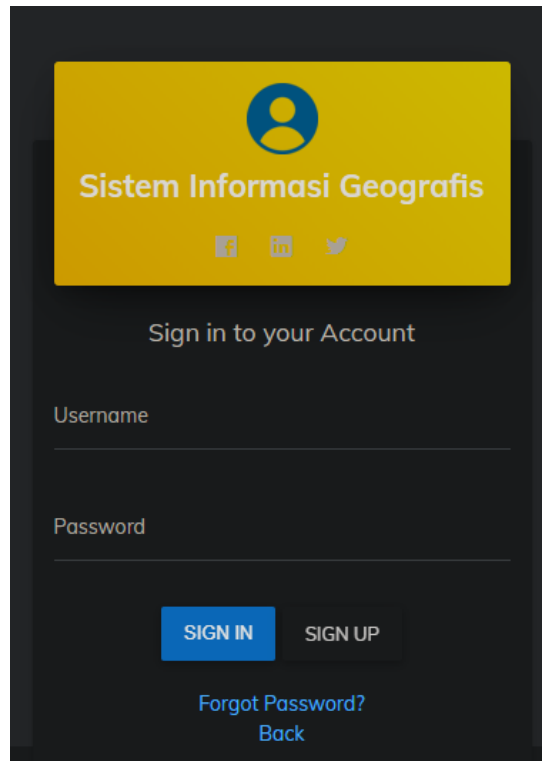 Sistem Informasi Geografis
Sign in to your Account
Username
Password
SIGN IN SIGN UP
Forgot Password?
Back